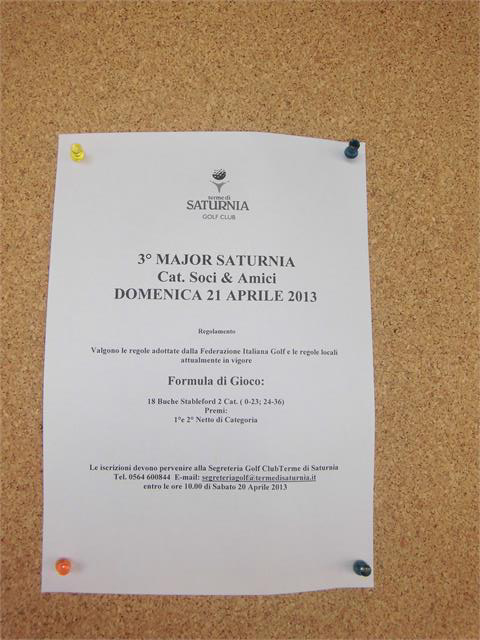 terme di
SATURNIA
GOLF CLUB
3° MAJOR SATURNIA
Cat. Soci & Amici
DOMENICA 21 APRILE 2013
Regolamento
Valgono le regole adottate dalla Federazione Italiana Golf e le regole locali
attualmente in vigore
Formula di Gioco:
18 Buche Stableford 2 Cat. ( 0-23; 24-36)
Premi:
1°e 2° Netto di Categoria
Le iscrizioni devono pervenire alla Segreteria Golf ClubTerme di Saturnia
Tel. 0564 600844 E-mail: segreteriagolf@termedisaturnia.it
entro le ore 10.00 di Sabato 20 Aprile 2013